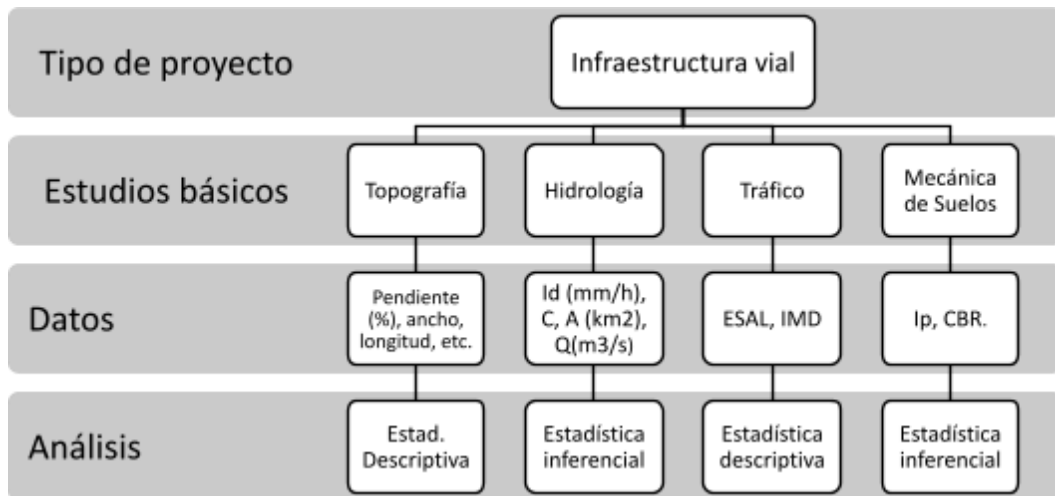 Tipo de proyecto
Infraestructura vial
Estudios básicos
Topografía
Hidrología
Tráfico
Mecánica
de Suelos
Datos
Pendiente
(%), ancho,
longitud, etc.
Id (mm/h),
C, A (km2),
Q(m3/s)
ESAL, IMD
Ip, CBR.
Análisis
Estad.
Descriptiva
Estadística
inferencial
Estadística
descriptiva
Estadística
inferencial